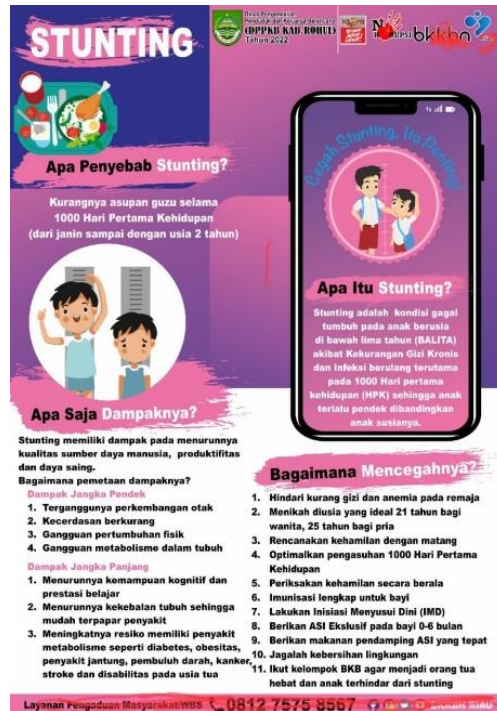 STUNTING
Dinas Pengendalian
Penduduk dan Keluarga Berencana
(DPPKB KAB.ROHUL)
Tahun 2022
bkkbn
Apa Penyebab Stunting?
Kurangnya asupan guzu selama
1000 Hari Pertama Kehidupan
(dari janin sampai dengan usia 2 tahun)
Cegah Stunting, Itu Penting!
Apa Itu Stunting?
Stunting adalah kondisi gagal
tumbuh pada anak berusia
di bawah lima tahun (BALITA)
akibat Kekurangan Gizi Kronis
dan Infeksi berulang terutama
pada 1000 Hari pertama
kehidupan (HPK) sehingga anak
terlalu pendek dibandingkan
anak susianya.
Apa Saja Dampaknya?
Stunting memiliki dampak pada menurunnya
kualitas sumber daya manusia, produktifitas
dan daya saing.
Bagaimana pemetaan dampaknya?
Dampak Jangka Pendek
1. Terganggunya perkembangan otak
2. Kecerdasan berkurang
3. Gangguan pertumbuhan fisik
4. Gangguan metabolisme dalam tubuh
Dampak Jangka Panjang
1. Menurunnya kemampuan kognitif dan
prestasi belajar
2. Menurunnya kekebalan tubuh sehingga
mudah terpapar penyakit
3. Meningkatnya resiko memiliki penyakit
metabolisme seperti diabetes, obesitas,
penyakit jantung, pembuluh darah, kanker,
stroke dan disabilitas pada usia tua
Bagaimana Mencegahnya?
1. Hindari kurang gizi dan anemia pada remaja
2. Menikah diusia yang ideal 21 tahun bagi
wanita, 25 tahun bagi pria
3. Rencanakan kehamilan dengan matang
4. Optimalkan pengasuhan 1000 Hari Pertama
Kehidupan
5. Periksakan kehamilan secara berala
6. Imunisasi lengkap untuk bayi
7. Lakukan Inisiasi Menyusui Dini (IMD)
8. Berikan ASI Ekslusif pada bayi 0-6 bulan
9. Berikan makanan pendamping ASI yang tepat
10. Jagalah kebersihan lingkungan
11. Ikut kelompok BKB agar menjadi orang tua
hebat dan anak terhindar dari stunting
Layanan Pengaduan Masyarakat/WBS 0812 7575 8567 BKKBN RIAU